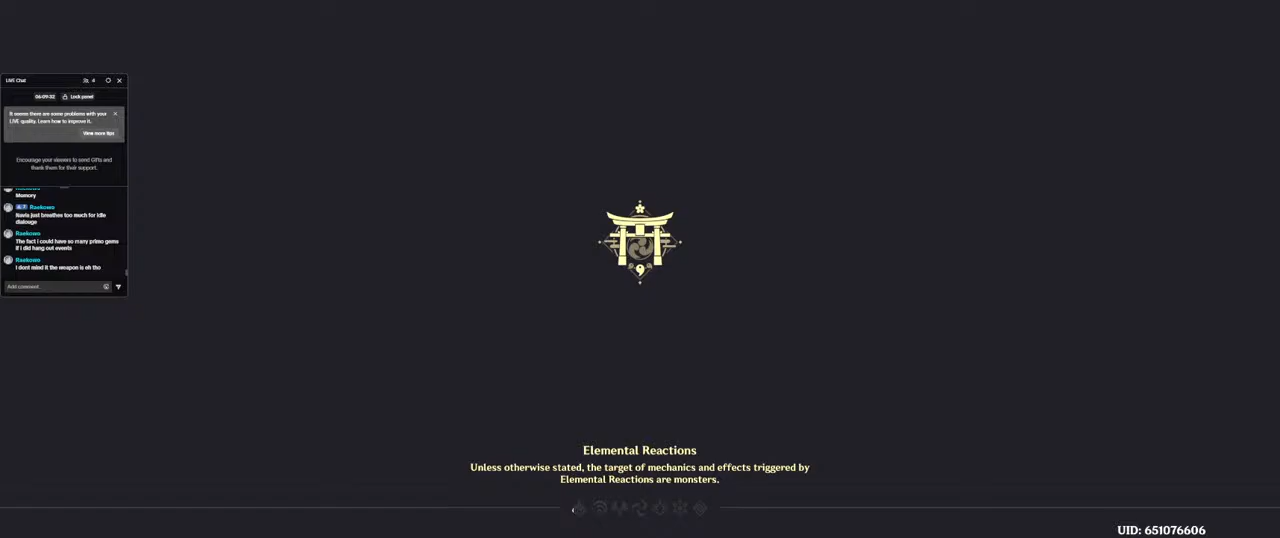 LIVE Chat
4
06:09:32 Lock panel
It seems there are some problems with your
LIVE quality. Learn how to improve it.
View more tips
Encourage your viewers to send Gifts and
thank them for their support.
Raekowo
Memory
Raekowo
Navia just breathes too much for idle
dialouge
Raekowo
The fact i could have so many primo gems
if i did hang out events
Raekowo
I dont mind it the weapon is eh tho
Add comment
Elemental Reactions
Unless otherwise stated, the target of mechanics and effects triggered by
Elemental Reactions are monsters.
UID: 651076606